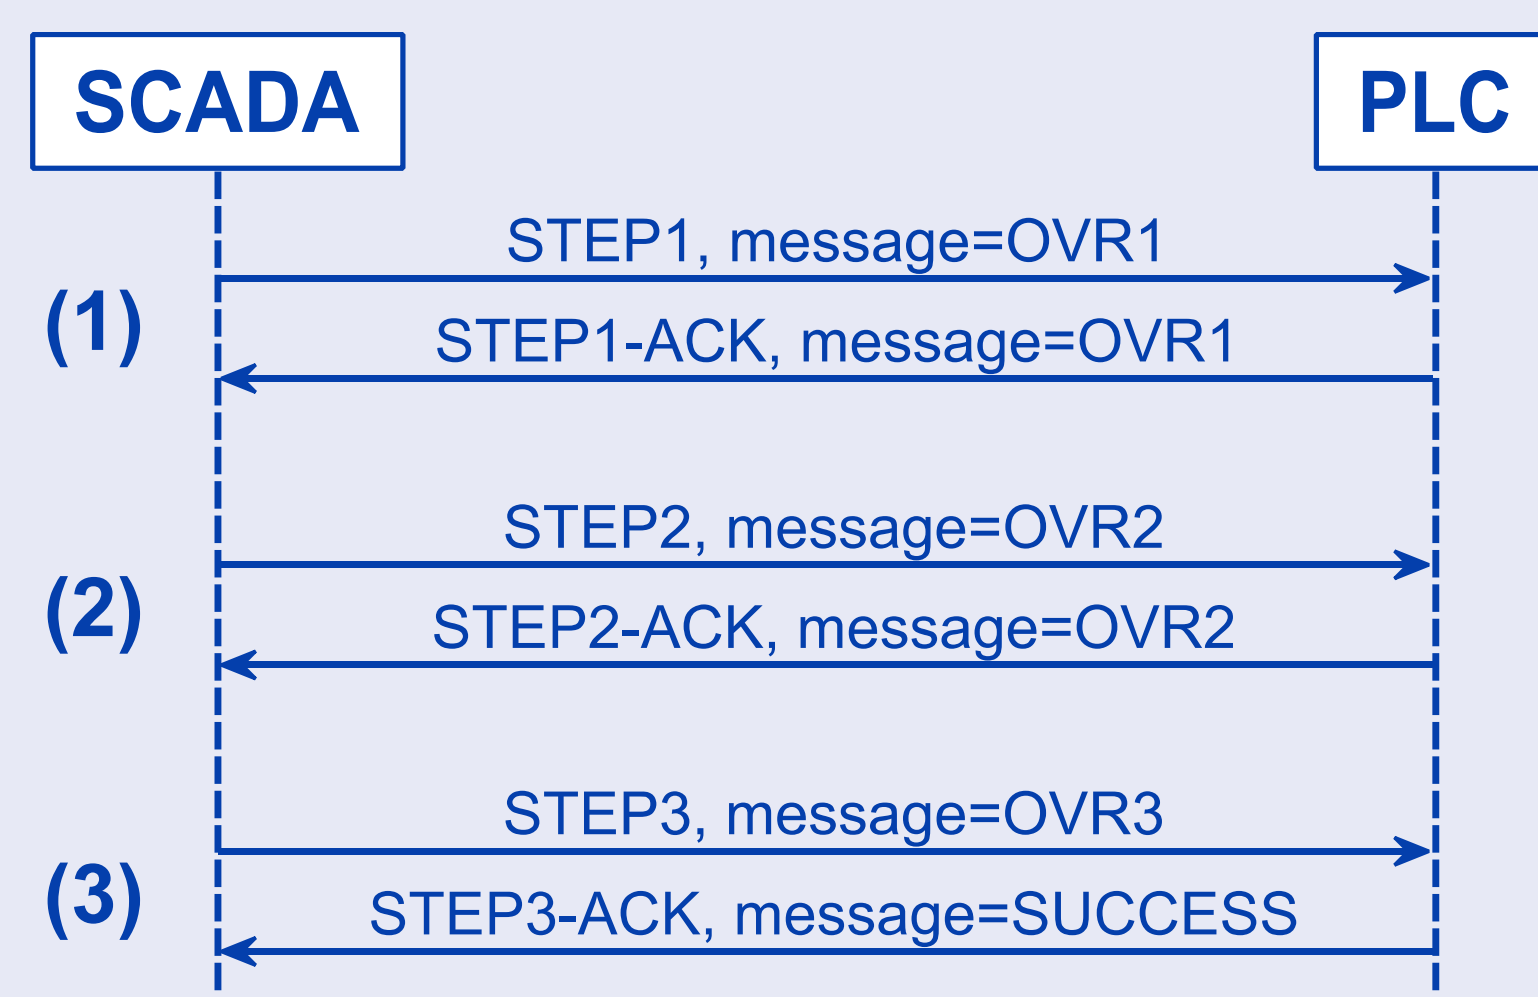 SCADA
PLC
STEP1, message=OVR1
(1)
STEP1-ACK, message=OVR1
STEP2, message=OVR2
(2)
STEP2-ACK, message=OVR2
STEP3, message=OVR3
(3)
STEP3-ACK, message=SUCCESS